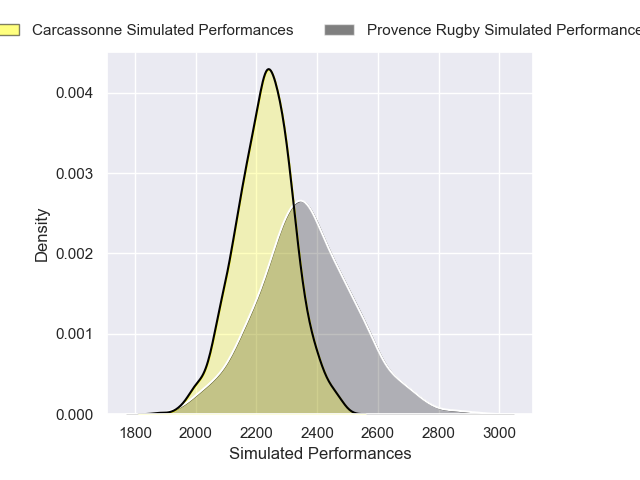 Carcassonne Simulated Performances
Provence Rugby Simulated Performance
0.004
0.003
0.002
0.001
0.000
Density
1800 2000 2200 2400 2600 2800 3000
Simulated Performances